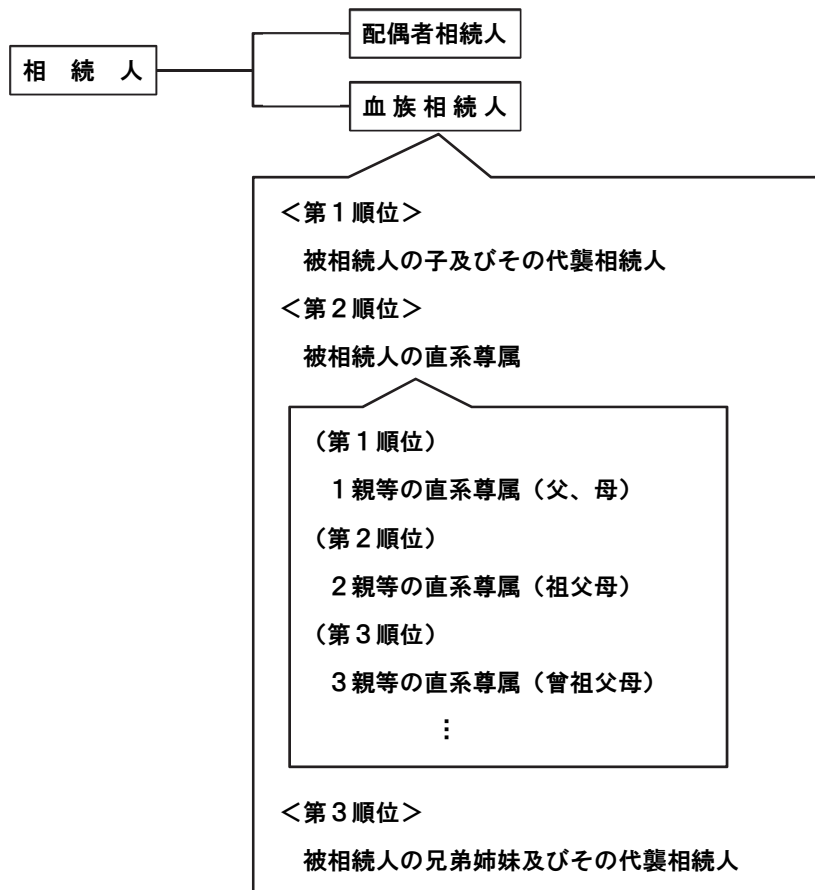 配偶者相続人
相　続　人
血族相続人
＜第１順位＞
被相続人の子及びその代襲相続人
＜第２順位＞
被相続人の直系尊属
（第１順位）
１親等の直系尊属（父、母）
（第２順位）
２親等の直系尊属（祖父母）
（第３順位）
３親等の直系尊属（曾祖父母）
⋮
＜第３順位＞
被相続人の兄弟姉妹及びその代襲相続人